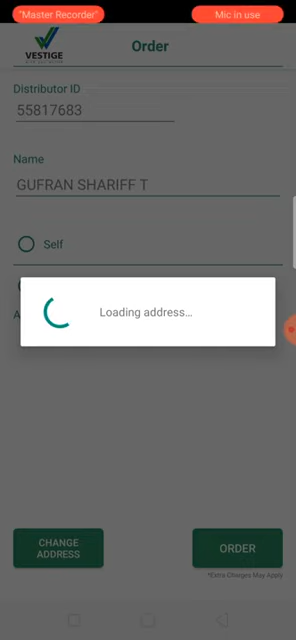 "Master Recorder"
Mic in use
VESTIGE
Order
Distributor ID
55817683
Name
GUFRAN SHARIFF T
Self
Loading address...
A
CHANGE
ADDRESS
ORDER
*Extra Charges May Apply